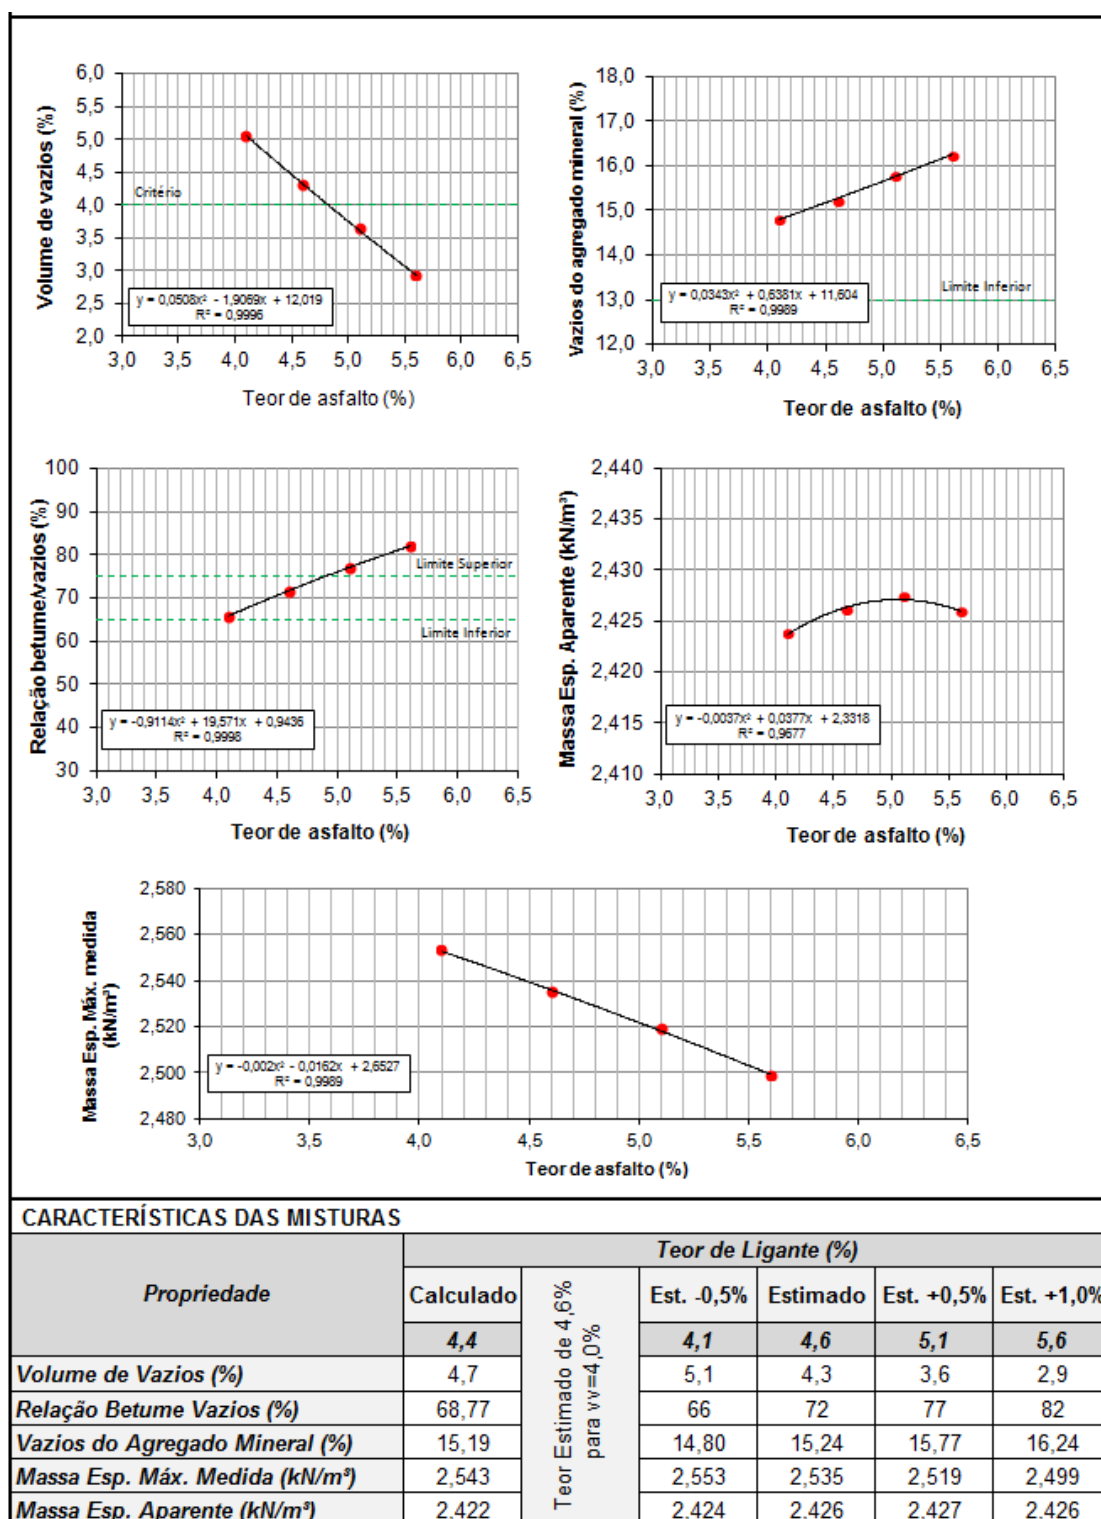 Volume de vazios (%)
6,0
5,5
5,0
4,5
4,0
3,5
3,0
2,5
2,0
Critério
y = 0,0508x² - 1,9069x + 12,019
R² = 0,9996
3,0 3,5 4,0 4,5 5,0 5,5 6,0 6,5
Teor de asfalto (%)
Vazios do agregado mineral (%)
18,0
17,0
16,0
15,0
14,0
13,0
12,0
Limite Inferior
y = 0,0343x² + 0,6381x + 11,604
R² = 0,9989
3,0 3,5 4,0 4,5 5,0 5,5 6,0 6,5
Teor de asfalto (%)
Relação betume/vazios (%)
100
90
80
70
60
50
40
30
Limite Superior
Limite Inferior
y = -0,9114x² + 19,571x + 0,9436
R² = 0,9998
3,0 3,5 4,0 4,5 5,0 5,5 6,0 6,5
Teor de asfalto (%)
Massa Esp. Aparente (kN/m³)
2,440
2,435
2,430
2,425
2,420
2,415
2,410
y = -0,0037x² + 0,0377x + 2,3318
R² = 0,9677
3,0 3,5 4,0 4,5 5,0 5,5 6,0 6,5
Teor de asfalto (%)
Massa Esp. Máx. medida
(kN/m³)
2,580
2,560
2,540
2,520
2,500
2,480
y = -0,002x² - 0,0162x + 2,6527
R² = 0,9989
3,0 3,5 4,0 4,5 5,0 5,5 6,0 6,5
Teor de asfalto (%)
CARACTERÍSTICAS DAS MISTURAS
Propriedade
Teor de Ligante (%)
Calculado
Teor Estimado de 4,6%
para vv=4,0%
Est. -0,5% Estimado Est. +0,5% Est. +1,0%
4,4 4,1 4,6 5,1 5,6
Volume de Vazios (%) 4,7 5,1 4,3 3,6 2,9
Relação Betume Vazios (%) 68,77 66 72 77 82
Vazios do Agregado Mineral (%) 15,19 14,80 15,24 15,77 16,24
Massa Esp. Máx. Medida (kN/m³) 2,543 2,553 2,535 2,519 2,499
Massa Esp. Aparente (kN/m³) 2,422 2,424 2,426 2,427 2,426